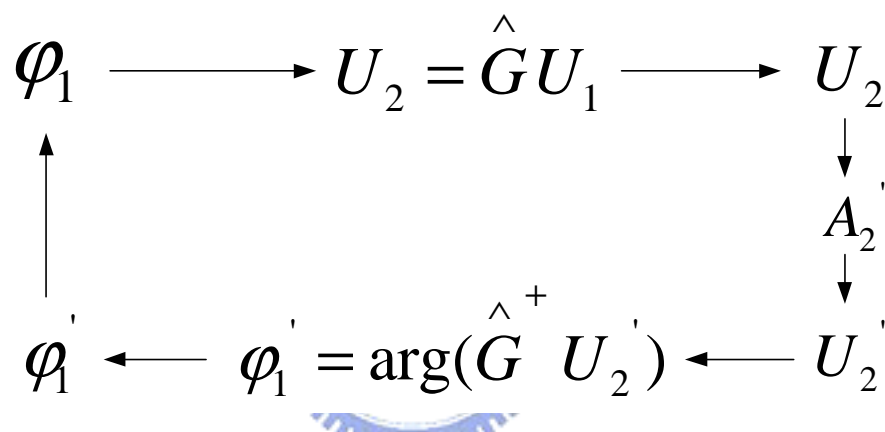 φ₁ → U₂ = ĜU₁ → U₂
A₂'
φ₁' ← φ₁' = arg(Ĝ⁺ U₂') ← U₂'